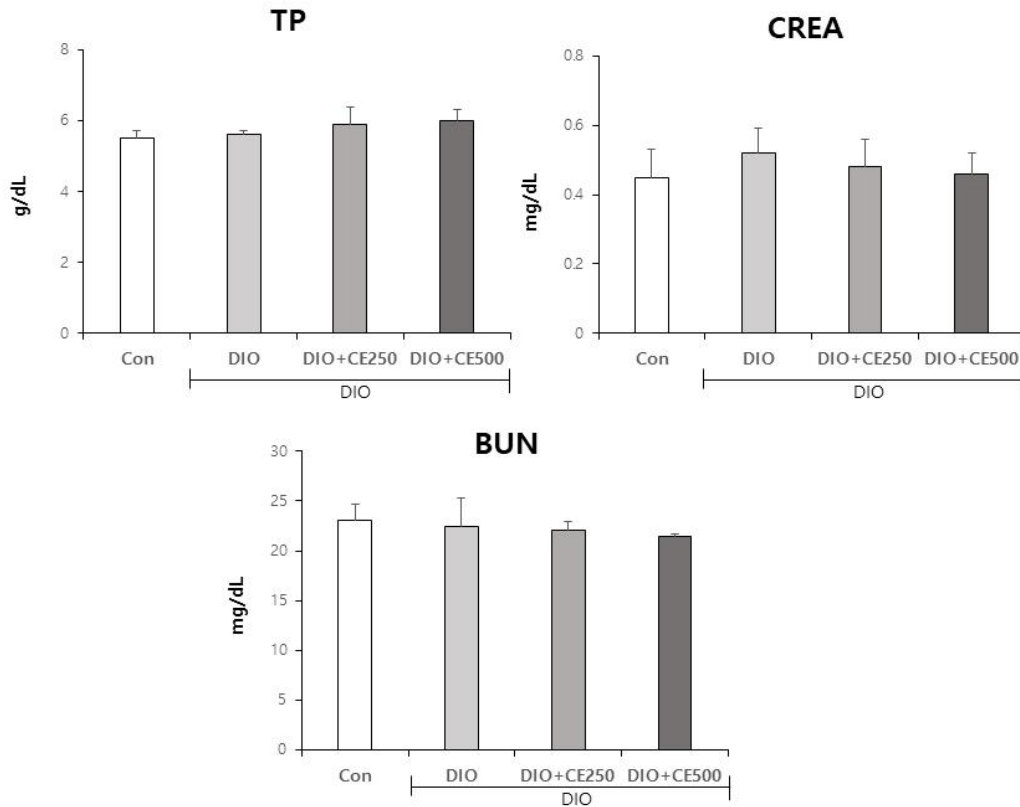 TP
8
6
4
2
0
g/dL
Con DIO DIO+CE250 DIO+CE500
DIO
CREA
0.8
0.6
0.4
0.2
0
mg/dL
Con DIO DIO+CE250 DIO+CE500
DIO
BUN
30
25
20
15
10
5
0
mg/dL
Con DIO DIO+CE250 DIO+CE500
DIO